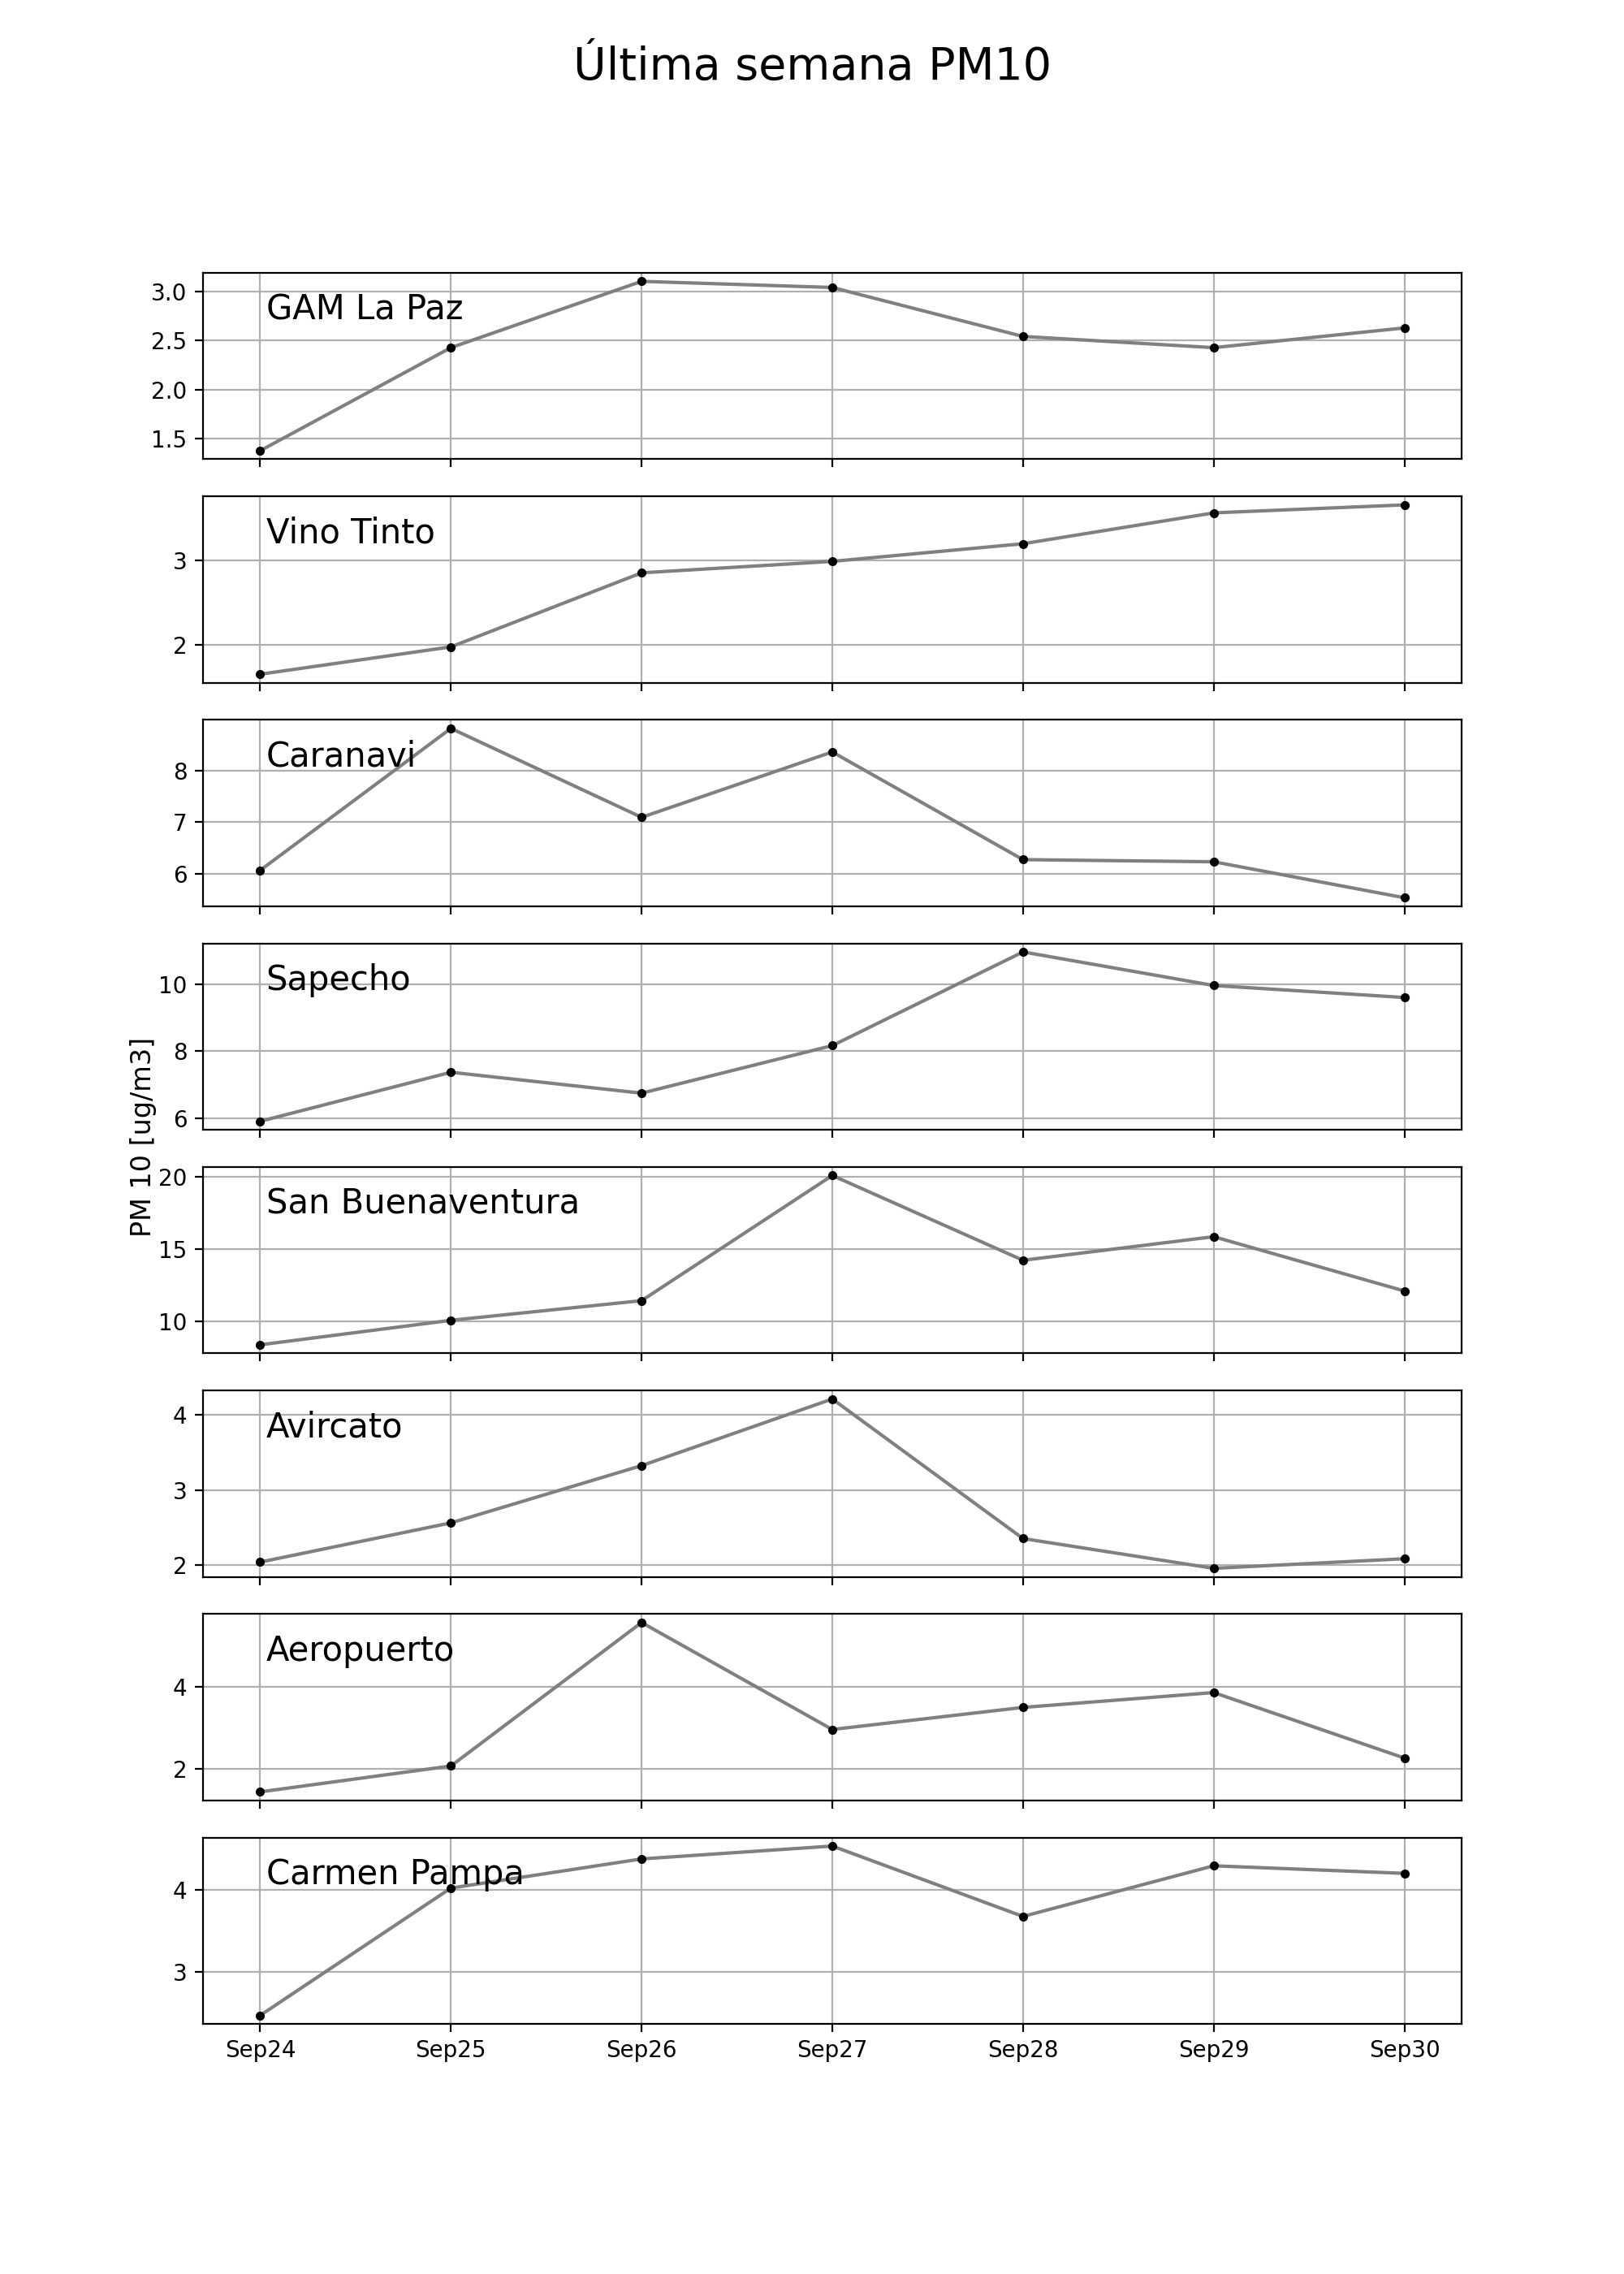 Última semana PM10
GAM La Paz
3.0
2.5
2.0
1.5
Vino Tinto
3
2
Caranavi
8
7
6
Sapecho
10
8
6
PM 10 [ug/m3]
San Buenaventura
20
15
10
Avircato
4
3
2
Aeropuerto
4
2
Carmen Pampa
4
3
Sep24 Sep25 Sep26 Sep27 Sep28 Sep29 Sep30